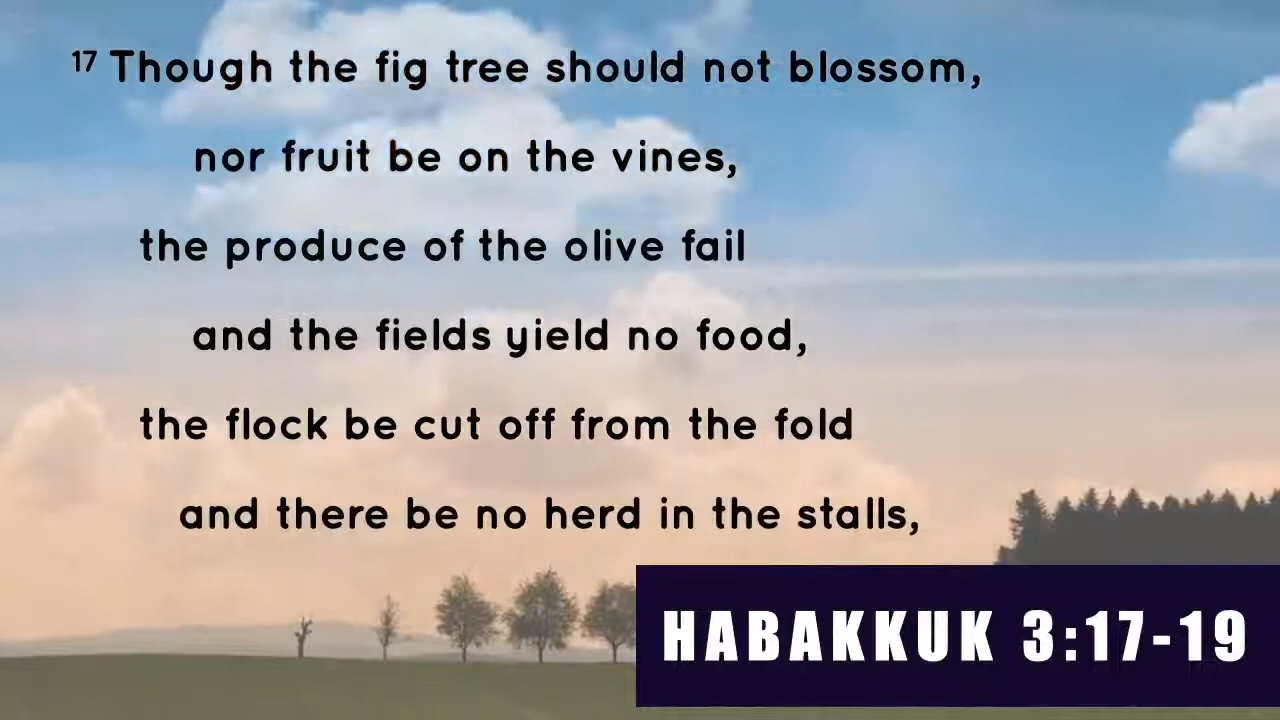 17 Though the fig tree should not blossom,
nor fruit be on the vines,
the produce of the olive fail
and the fields yield no food,
the flock be cut off from the fold
and there be no herd in the stalls,
HABAKKUK 3:17-19